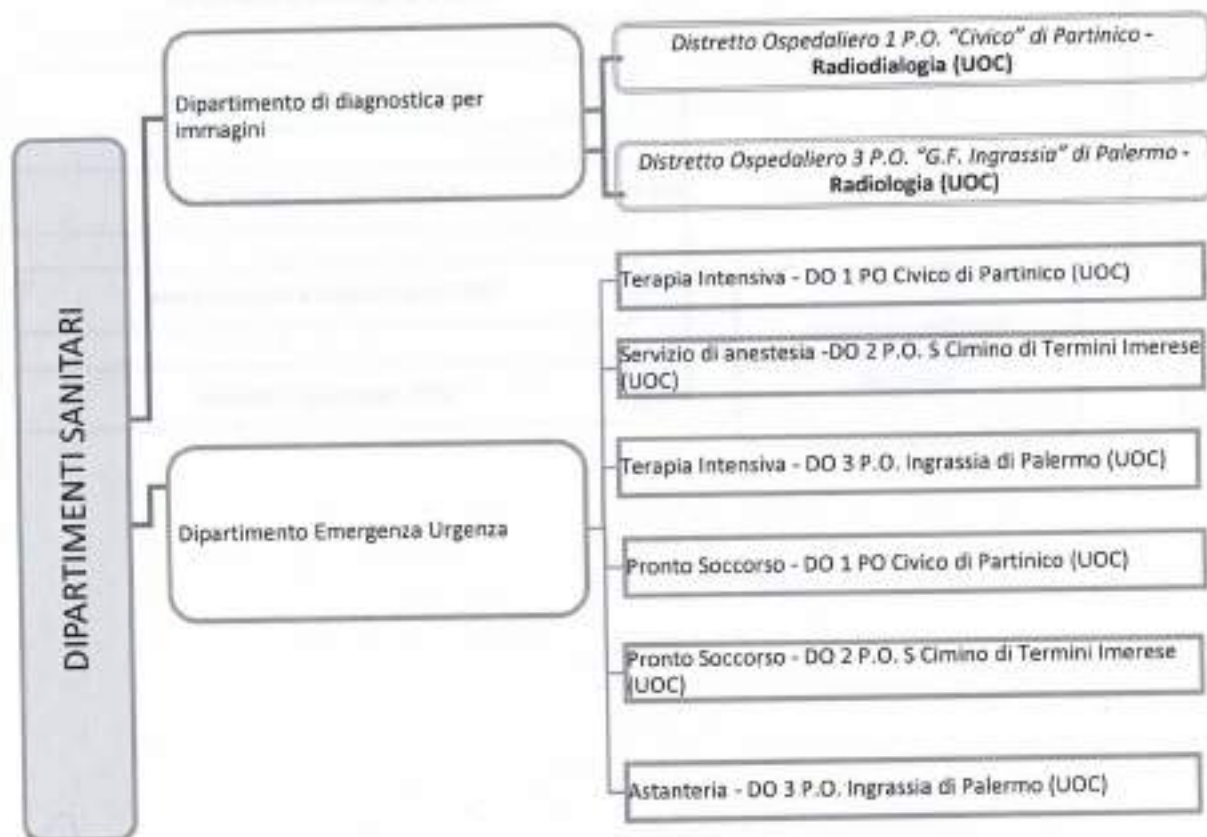 DIPARTIMENTI SANITARI
Dipartimento di diagnostica per
immagini
Distretto Ospedaliero 1 P.O. "Civico" di Partinico -
Radiodialogia (UOC)
Distretto Ospedaliero 3 P.O. "G.F. Ingrassia" di Palermo -
Radiologia (UOC)
Dipartimento Emergenza Urgenza
Terapia Intensiva - DO 1 PO Civico di Partinico (UOC)
Servizio di anestesia -DO 2 P.O. S Cimino di Termini Imerese
(UOC)
Terapia Intensiva - DO 3 P.O. Ingrassia di Palermo (UOC)
Pronto Soccorso - DO 1 PO Civico di Partinico (UOC)
Pronto Soccorso - DO 2 P.O. S Cimino di Termini Imerese
(UOC)
Astanteria - DO 3 P.O. Ingrassia di Palermo (UOC)